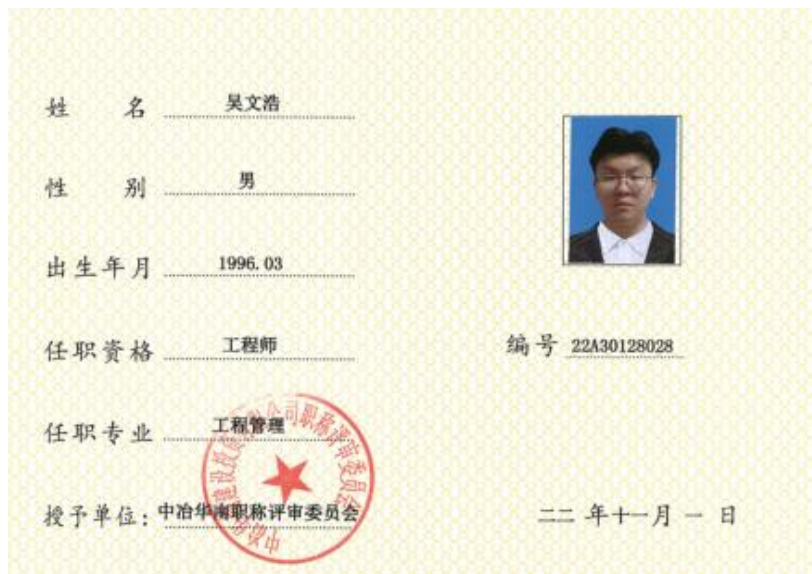 姓 名 吴文浩
性 别 男
出生年月 1996.03
任职资格 工程师
编号 22A30128028
任职专业 工程管理
授予单位：中冶华南职称评审委员会
二二 年十一月 一 日